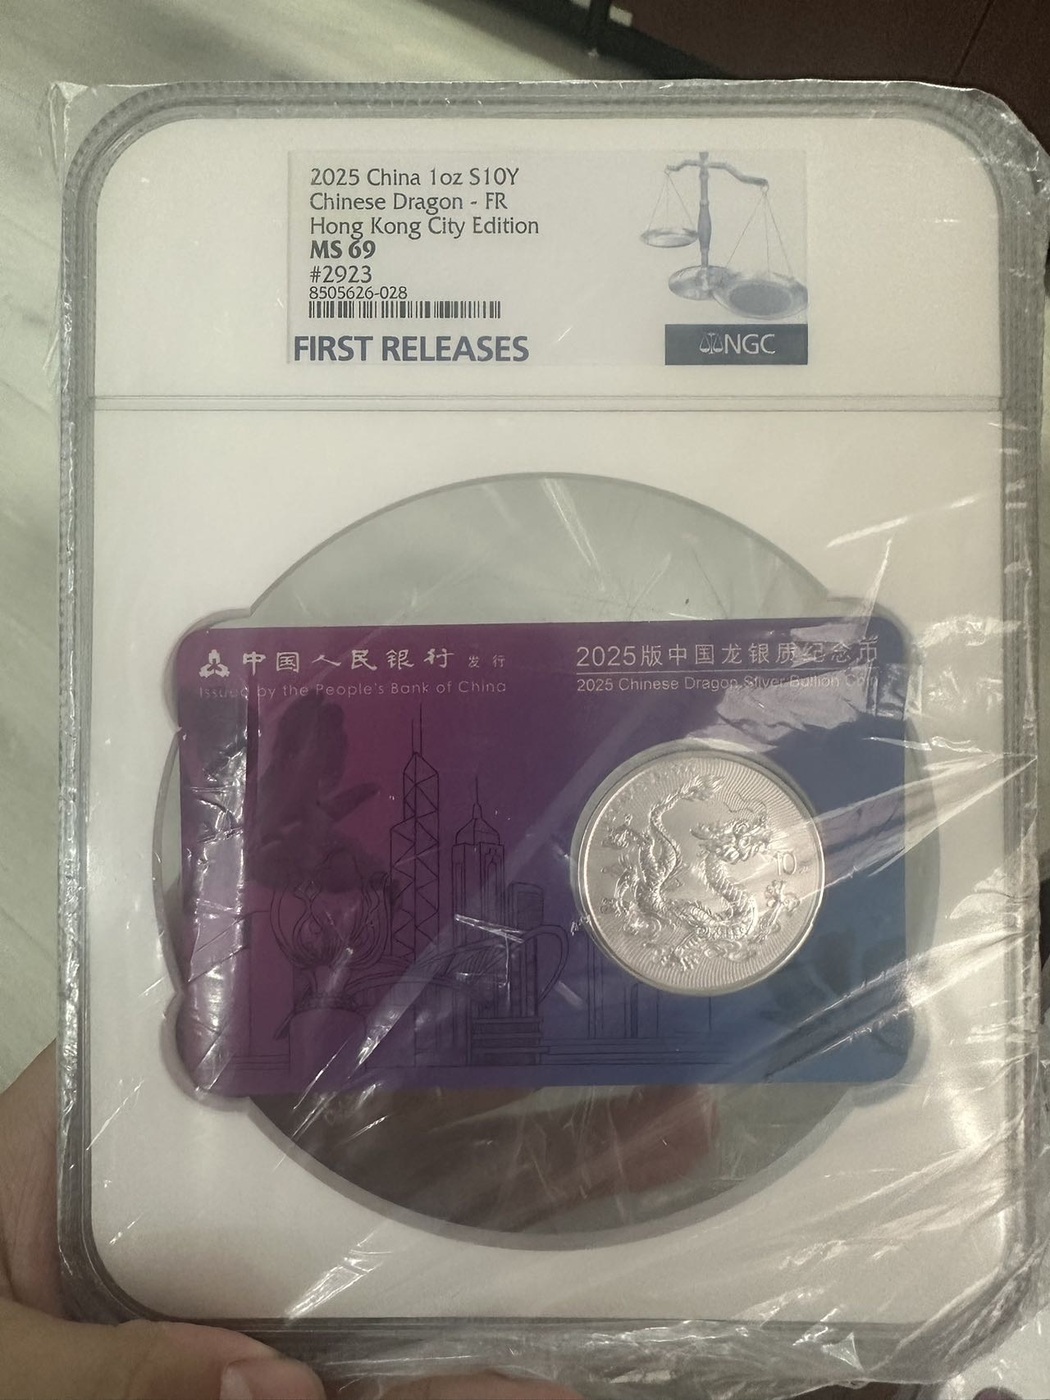 2025 China 1oz S10Y
Chinese Dragon - FR
Hong Kong City Edition
MS 69
#2923
8505626-028
FIRST RELEASES
NGC
中国人民银行 发行
Issued by the People's Bank of China
2025版中国龙银质纪念币
2025 Chinese Dragon Silver Bullion Coin